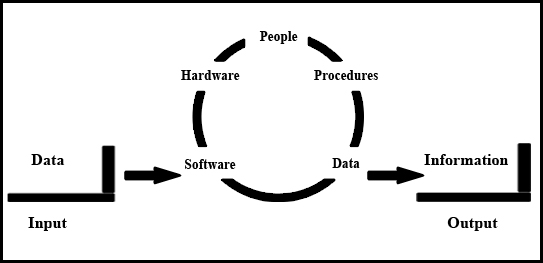 People
Hardware
Procedures
Data
Software
Data
Information
Input
Output